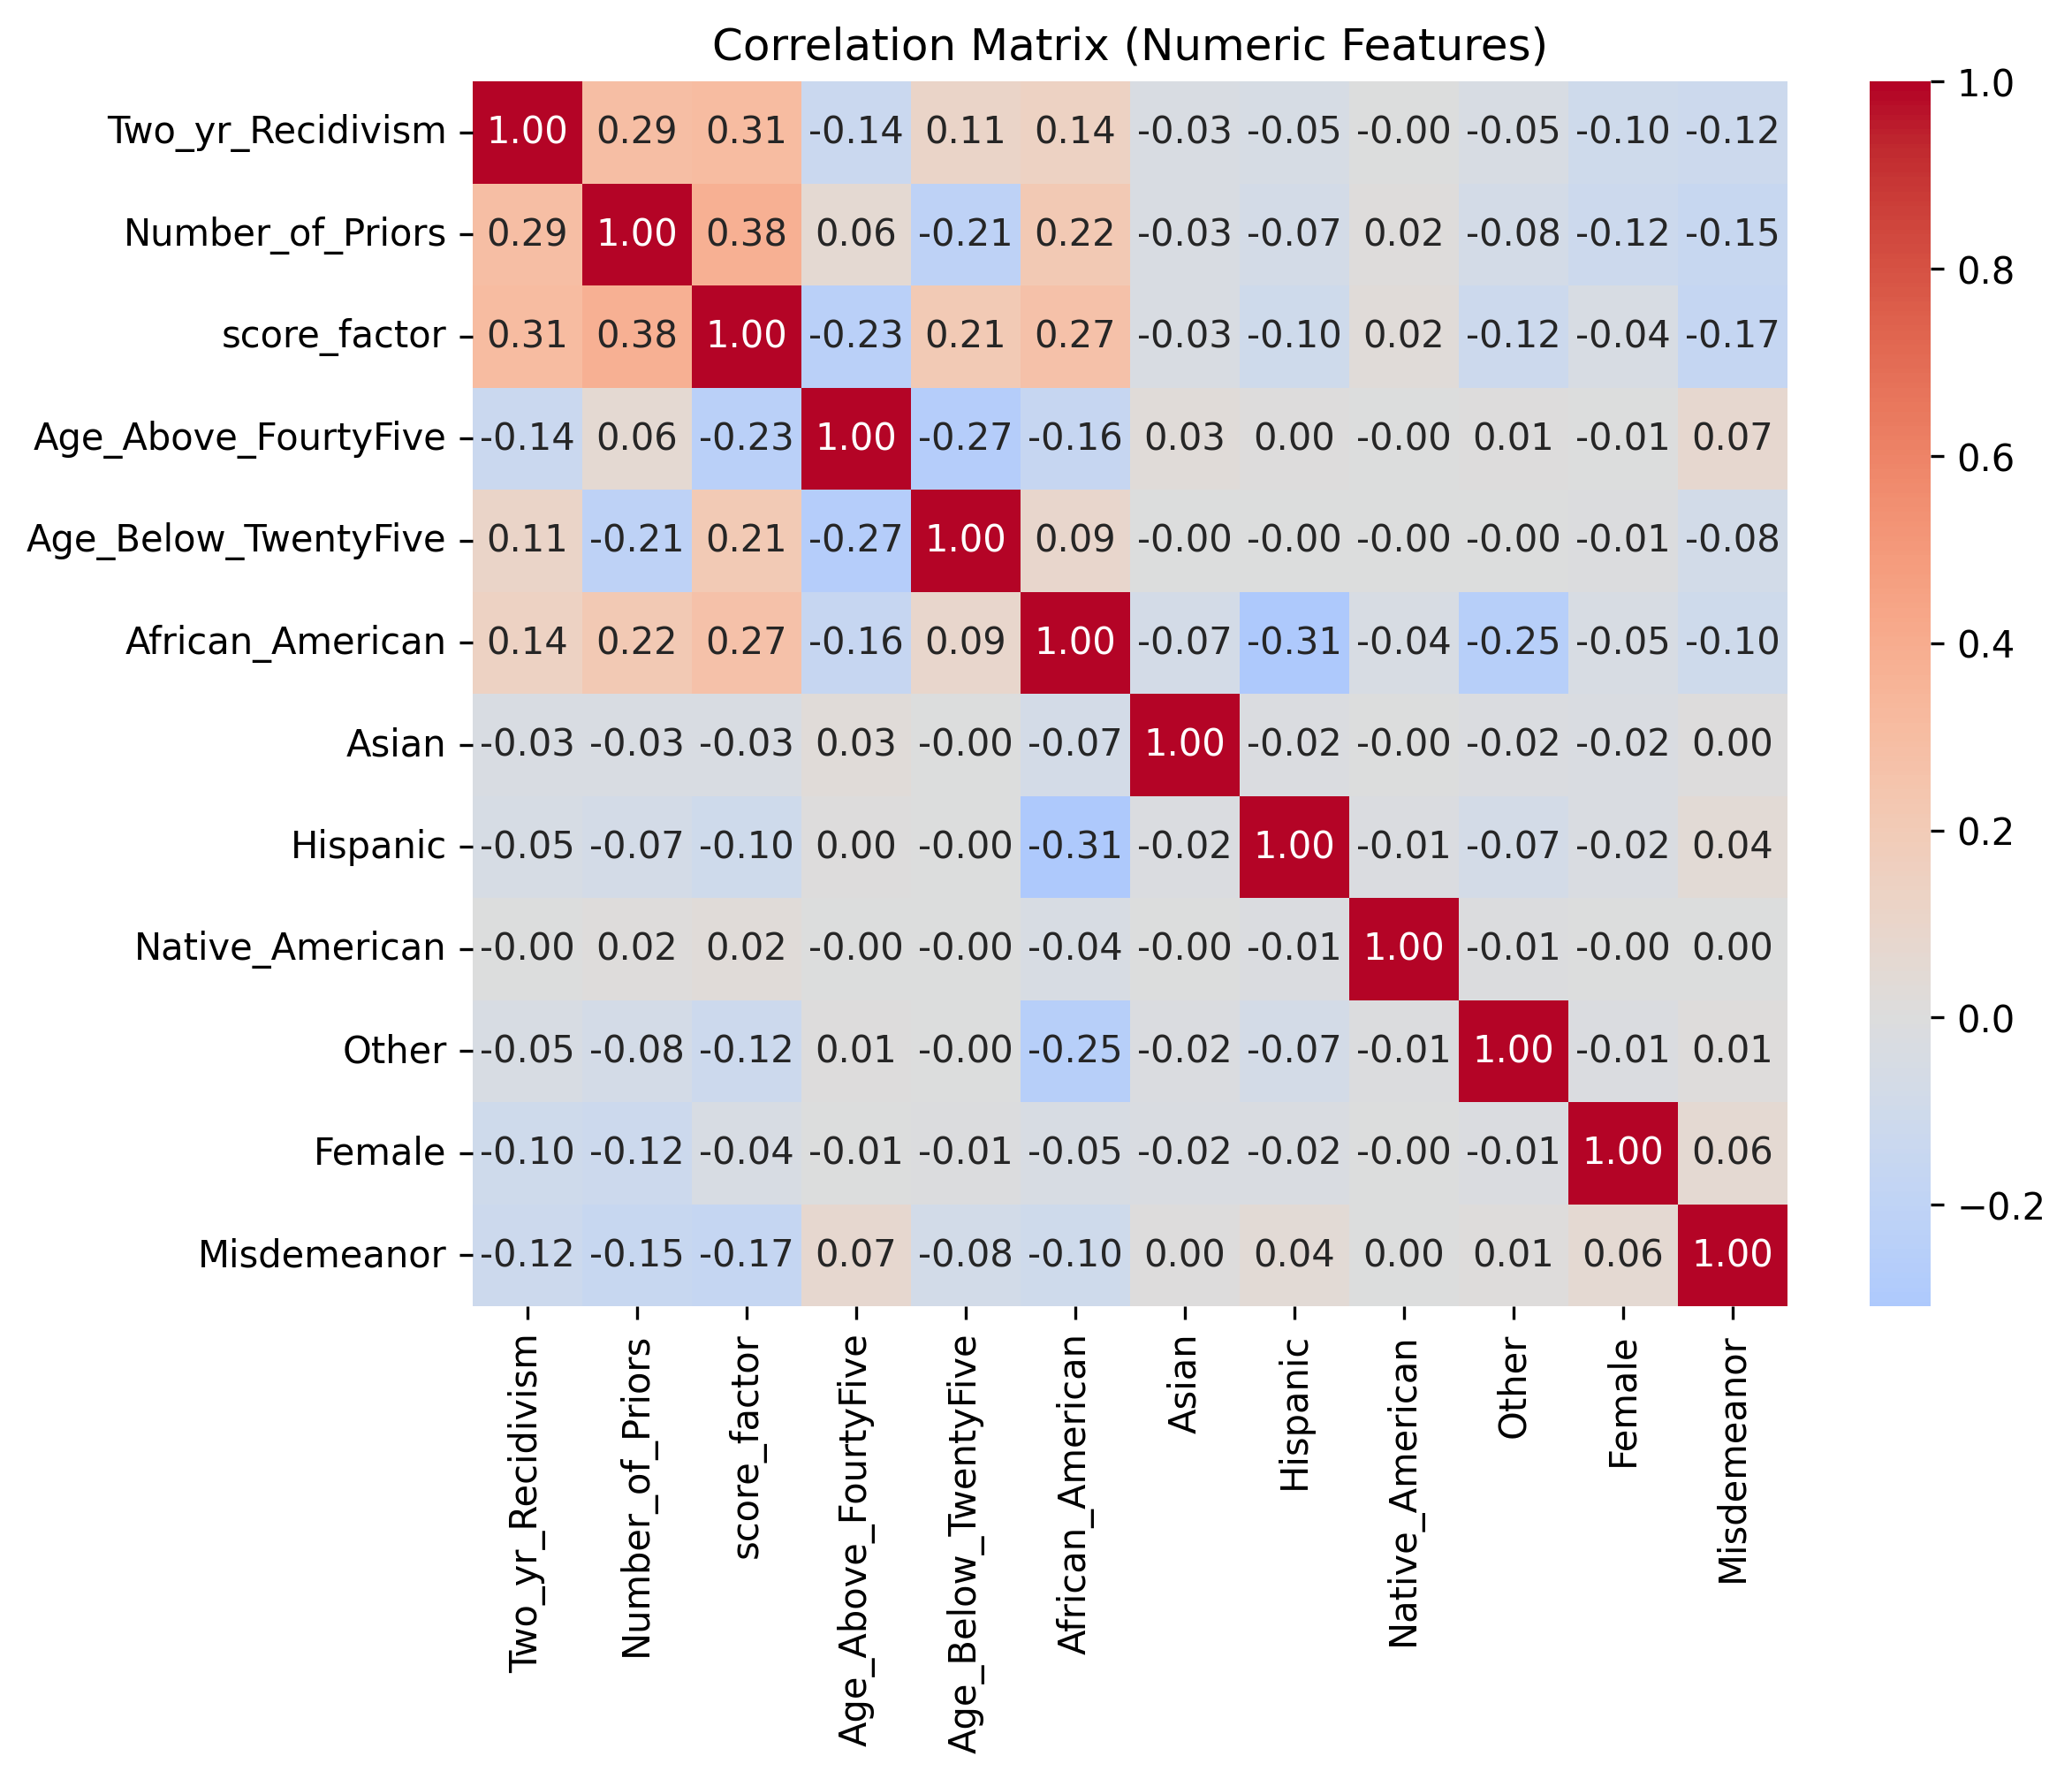 Correlation Matrix (Numeric Features)
Two_yr_Recidivism 1.00 0.29 0.31 -0.14 0.11 0.14 -0.03 -0.05 -0.00 -0.05 -0.10 -0.12
Number_of_Priors 0.29 1.00 0.38 0.06 -0.21 0.22 -0.03 -0.07 0.02 -0.08 -0.12 -0.15
score_factor 0.31 0.38 1.00 -0.23 0.21 0.27 -0.03 -0.10 0.02 -0.12 -0.04 -0.17
Age_Above_FourtyFive -0.14 0.06 -0.23 1.00 -0.27 -0.16 0.03 0.00 -0.00 0.01 -0.01 0.07
Age_Below_TwentyFive 0.11 -0.21 0.21 -0.27 1.00 0.09 -0.00 -0.00 -0.00 -0.00 -0.01 -0.08
African_American 0.14 0.22 0.27 -0.16 0.09 1.00 -0.07 -0.31 -0.04 -0.25 -0.05 -0.10
Asian -0.03 -0.03 -0.03 0.03 -0.00 -0.07 1.00 -0.02 -0.00 -0.02 -0.02 0.00
Hispanic -0.05 -0.07 -0.10 0.00 -0.00 -0.31 -0.02 1.00 -0.01 -0.07 -0.02 0.04
Native_American -0.00 0.02 0.02 -0.00 -0.00 -0.04 -0.00 -0.01 1.00 -0.01 -0.00 0.00
Other -0.05 -0.08 -0.12 0.01 -0.00 -0.25 -0.02 -0.07 -0.01 1.00 -0.01 0.01
Female -0.10 -0.12 -0.04 -0.01 -0.01 -0.05 -0.02 -0.02 -0.00 -0.01 1.00 0.06
Misdemeanor -0.12 -0.15 -0.17 0.07 -0.08 -0.10 0.00 0.04 0.00 0.01 0.06 1.00
Two_yr_Recidivism
Number_of_Priors
score_factor
Age_Above_FourtyFive
Age_Below_TwentyFive
African_American
Asian
Hispanic
Native_American
Other
Female
Misdemeanor
1.0
0.8
0.6
0.4
0.2
0.0
−0.2